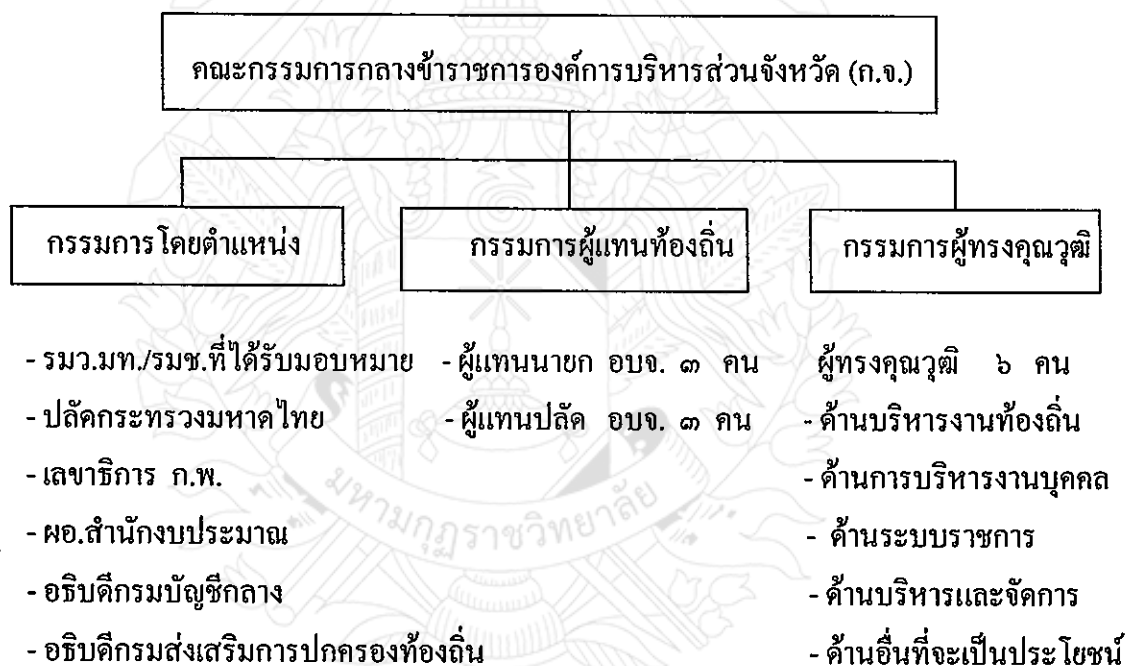 คณะกรรมการกลางข้าราชการองค์การบริหารส่วนจังหวัด (ก.จ.)
กรรมการโดยตำแหน่ง
- รมว.มท./รมช.ที่ได้รับมอบหมาย
- ปลัดกระทรวงมหาดไทย
- เลขาธิการ ก.พ.
- ผอ.สำนักงบประมาณ
- อธิบดีกรมบัญชีกลาง
- อธิบดีกรมส่งเสริมการปกครองท้องถิ่น
กรรมการผู้แทนท้องถิ่น
- ผู้แทนนายก อบจ. ๓ คน
- ผู้แทนปลัด อบจ. ๓ คน
กรรมการผู้ทรงคุณวุฒิ
ผู้ทรงคุณวุฒิ ๖ คน
- ด้านบริหารงานท้องถิ่น
- ด้านการบริหารงานบุคคล
- ด้านระบบราชการ
- ด้านบริหารและจัดการ
- ด้านอื่นที่จะเป็นประโยชน์
มหามกุฏราชวิทยาลัย